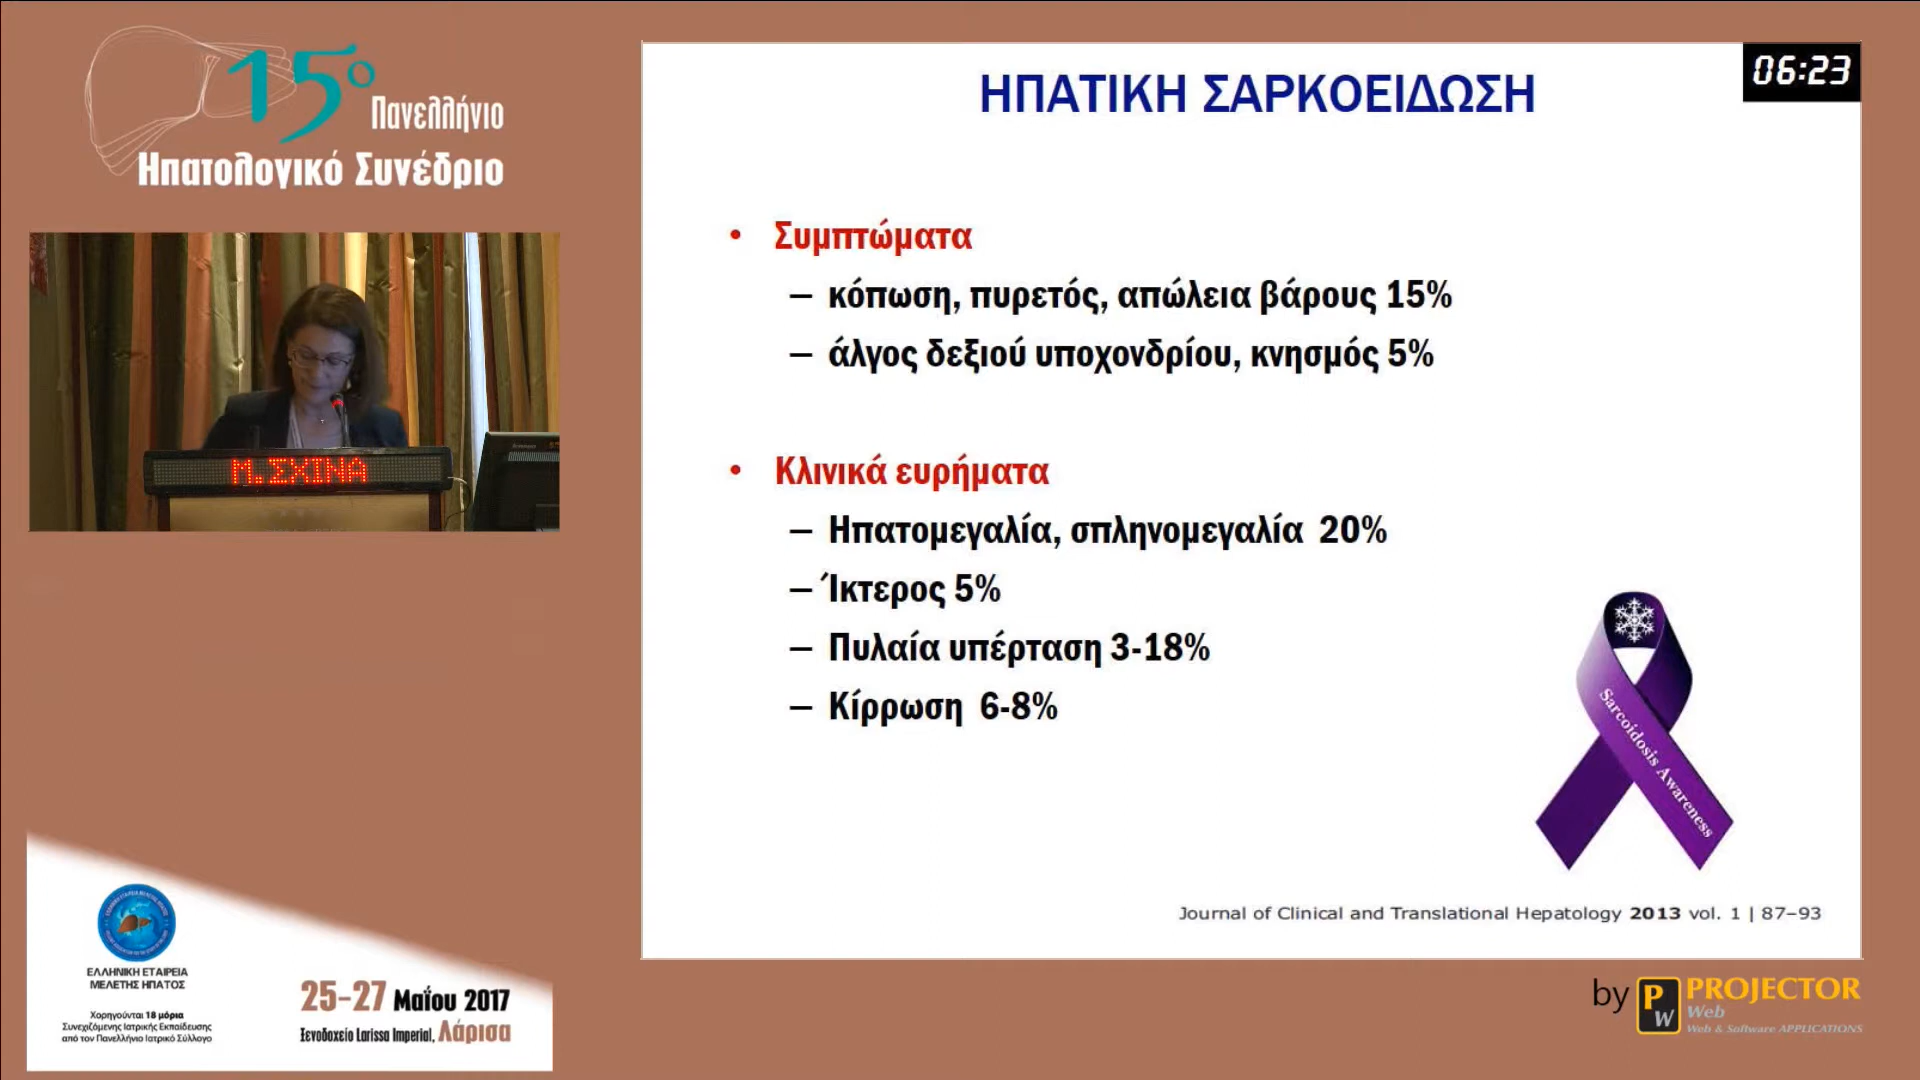 15ο
Πανελλήνιο
Ηπατολογικό Συνέδριο
Μ.ΣΧΙΝΑ
ΕΛΛΗΝΙΚΗ ΕΤΑΙΡΕΙΑ
ΜΕΛΕΤΗΣ ΗΠΑΤΟΣ
Χορηγούνται 18 μόρια
Συνεχιζόμενης Ιατρικής Εκπαίδευσης
από τον Πανελλήνιο Ιατρικό Σύλλογο
25-27 Μαΐου 2017
Ξενοδοχείο Larissa Imperial, Λάρισα
06:23
ΗΠΑΤΙΚΗ ΣΑΡΚΟΕΙΔΩΣΗ
• Συμπτώματα
– κόπωση, πυρετός, απώλεια βάρους 15%
– άλγος δεξιού υποχονδρίου, κνησμός 5%
• Κλινικά ευρήματα
– Ηπατομεγαλία, σπληνομεγαλία 20%
– Ίκτερος 5%
– Πυλαία υπέρταση 3-18%
– Κίρρωση 6-8%
Sarcoidosis Awareness
Journal of Clinical and Translational Hepatology 2013 vol. 1 | 87–93
by PW PROJECTOR
Web
Web & Software APPLICATIONS